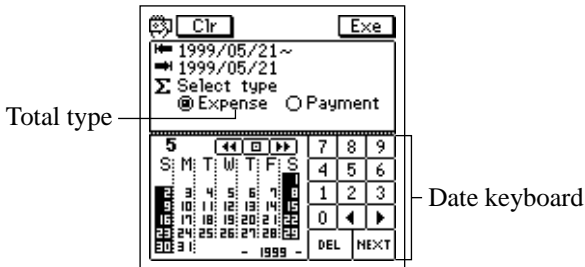 Clr Exe
1999/05/21~
1999/05/21
Σ Select type
Expense Payment
Total type
5
S M T W T F S
1
2 3 4 5 6 7 8
9 10 11 12 13 14 15
16 17 18 19 20 21 22
23 24 25 26 27 28 29
30 31
- 1999 -
7 8 9
4 5 6
1 2 3
0
DEL NEXT
Date keyboard